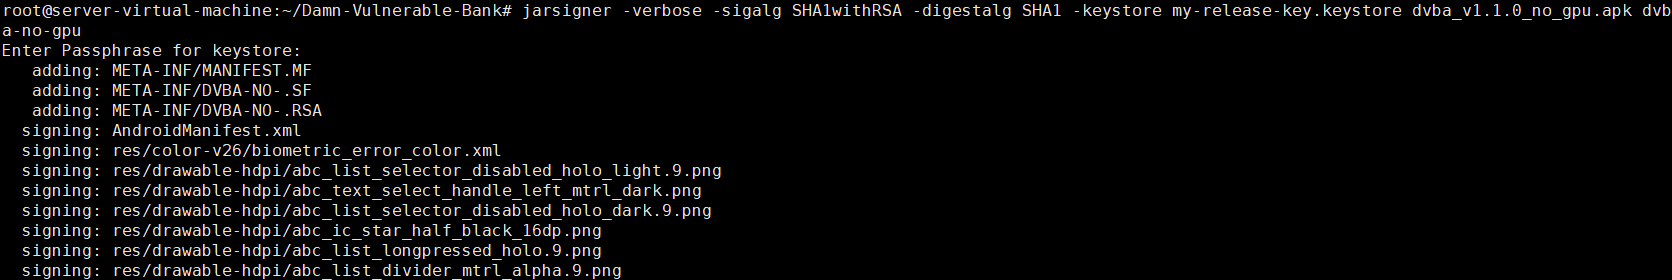 root@server-virtual-machine:~/Damn-Vulnerable-Bank# jarsigner -verbose -sigalg SHA1withRSA -digestalg SHA1 -keystore my-release-key.keystore dvba_v1.1.0_no_gpu.apk dvb
a-no-gpu
Enter Passphrase for keystore:
   adding: META-INF/MANIFEST.MF
   adding: META-INF/DVBA-NO-.SF
   adding: META-INF/DVBA-NO-.RSA
  signing: AndroidManifest.xml
  signing: res/color-v26/biometric_error_color.xml
  signing: res/drawable-hdpi/abc_list_selector_disabled_holo_light.9.png
  signing: res/drawable-hdpi/abc_text_select_handle_left_mtrl_dark.png
  signing: res/drawable-hdpi/abc_list_selector_disabled_holo_dark.9.png
  signing: res/drawable-hdpi/abc_ic_star_half_black_16dp.png
  signing: res/drawable-hdpi/abc_list_longpressed_holo.9.png
  signing: res/drawable-hdpi/abc_list_divider_mtrl_alpha.9.png